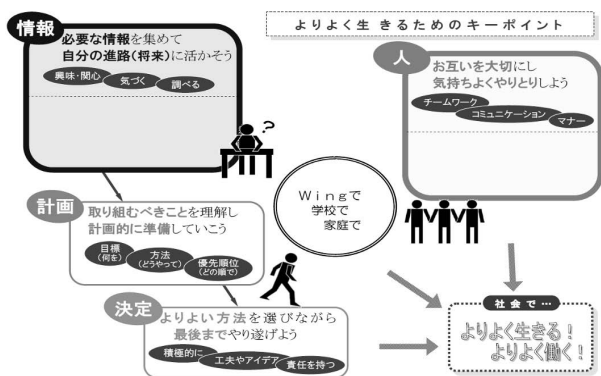 よりよく生きるためのキーポイント
情報
必要な情報を集めて
自分の進路(将来)に活かそう
興味・関心
気づく
調べる
?
人
お互いを大切にし
気持ちよくやりとりしよう
チームワーク
コミュニケーション
マナー
Wingで
学校で
家庭で
計画
取り組むべきことを理解し
計画的に準備していこう
目標
(何を)
方法
(どうやって)
優先順位
(どの順で)
決定
よりよい方法を選びながら
最後までやり遂げよう
積極的に
工夫やアイデア
責任を持つ
社会で…
よりよく生きる!
よりよく働く!